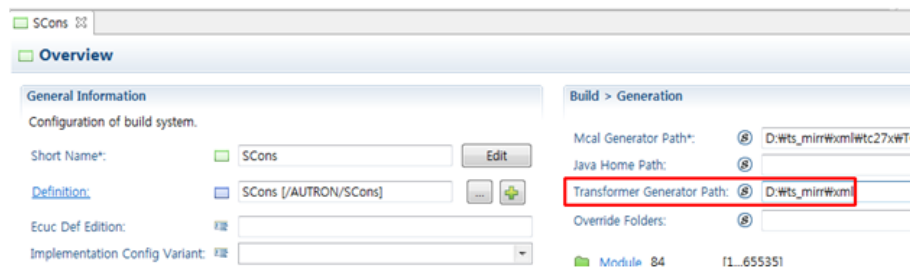 SCons
Overview
General Information
Configuration of build system.
Short Name*:
SCons
Edit
Definition:
SCons [/AUTRON/SCons]
...
Ecuc Def Edition:
Implementation Config Variant:
Build > Generation
Mcal Generator Path*:
D:₩ts_mirr₩xml₩tc27x₩T
Java Home Path:
Transformer Generator Path:
D:₩ts_mirr₩xml
Override Folders:
Module 84 [1...65535]